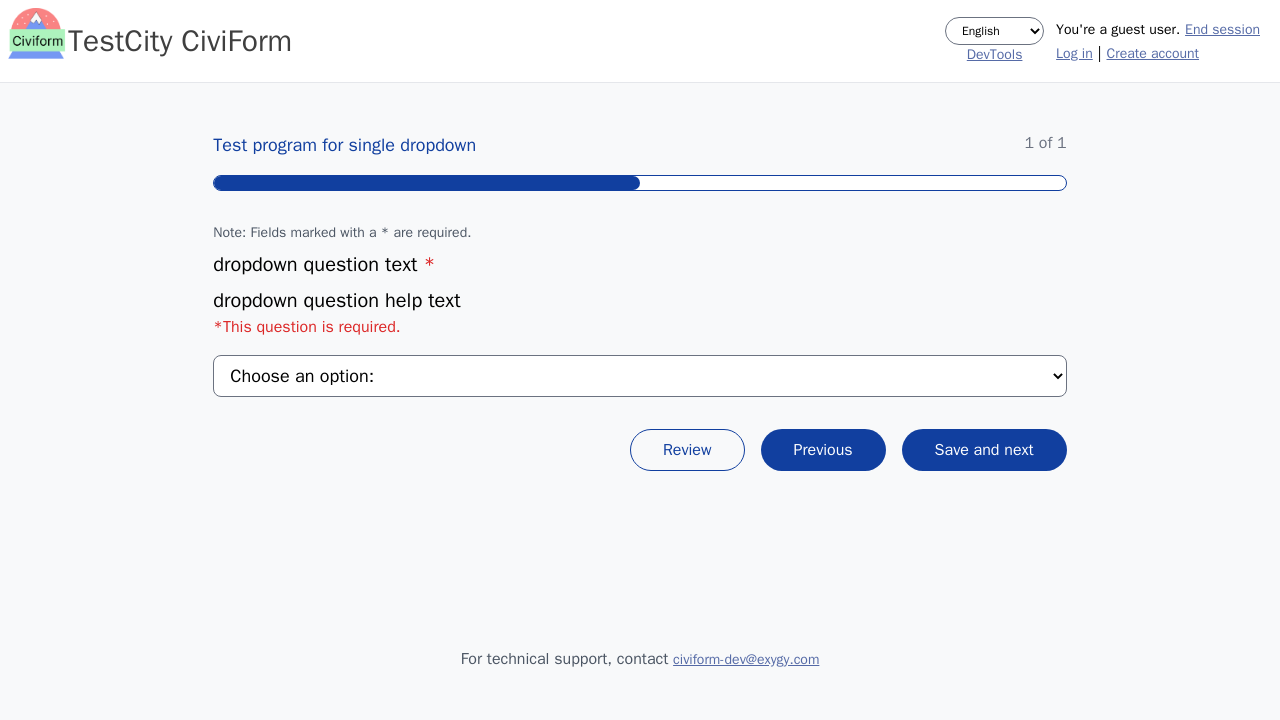 Civiform
TestCity CiviForm
English
DevTools
You're a guest user. End session
Log in | Create account
Test program for single dropdown
1 of 1
Note: Fields marked with a * are required.
dropdown question text *
dropdown question help text
*This question is required.
Choose an option:
Review
Previous
Save and next
For technical support, contact civiform-dev@exygy.com